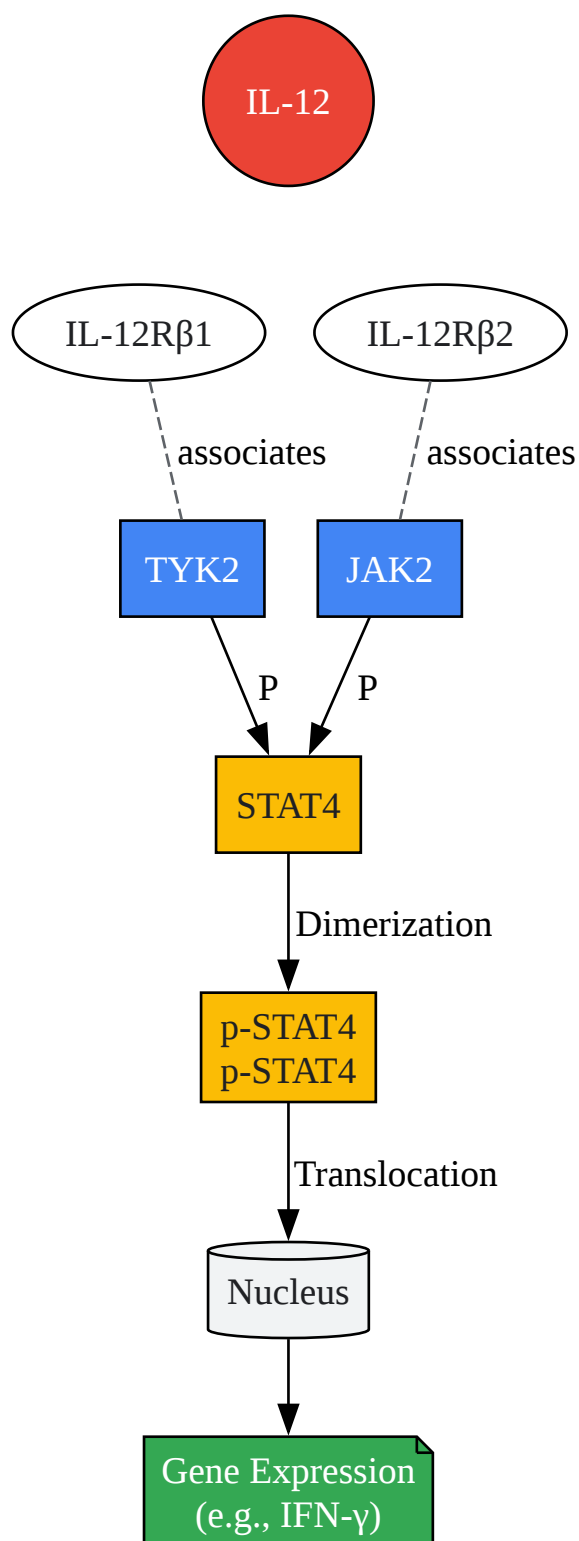 IL-12
IL-12Rβ1
IL-12Rβ2
associates
associates
TYK2
JAK2
P
P
STAT4
Dimerization
p-STAT4
p-STAT4
Translocation
Nucleus
Gene Expression
(e.g., IFN-γ)